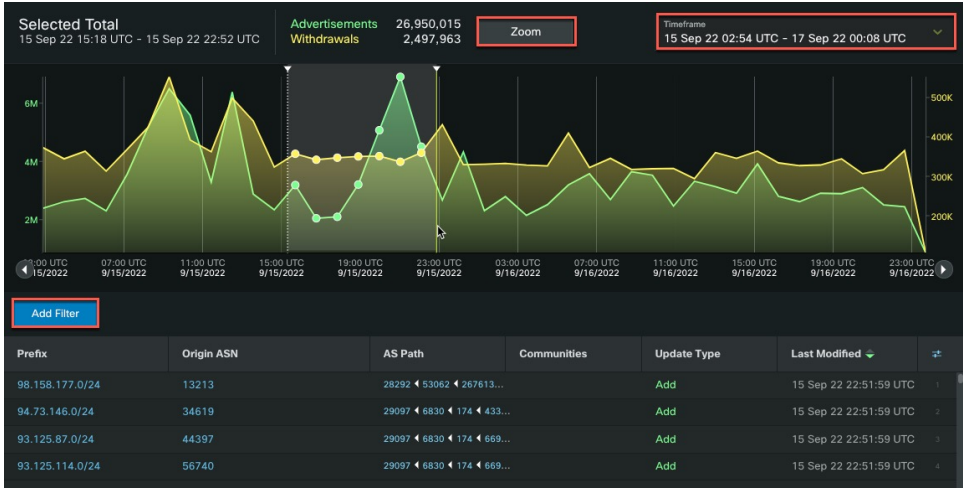 Selected Total
15 Sep 22 15:18 UTC - 15 Sep 22 22:52 UTC
Advertisements 26,950,015
Withdrawals 2,497,963
Zoom
Timeframe
15 Sep 22 02:54 UTC - 17 Sep 22 00:08 UTC
6M
4M
2M
500K
400K
300K
200K
:00 UTC 07:00 UTC 11:00 UTC 15:00 UTC 19:00 UTC 23:00 UTC 03:00 UTC 07:00 UTC 11:00 UTC 15:00 UTC 19:00 UTC 23:00 UTC
15/2022 9/15/2022 9/15/2022 9/15/2022 9/15/2022 9/15/2022 9/16/2022 9/16/2022 9/16/2022 9/16/2022 9/16/2022 9/16/2022
Add Filter
Prefix Origin ASN AS Path Communities Update Type Last Modified
98.158.177.0/24 13213 28292 53062 267613... Add 15 Sep 22 22:51:59 UTC 1
94.73.146.0/24 34619 29097 6830 174 433... Add 15 Sep 22 22:51:59 UTC 2
93.125.87.0/24 44397 29097 6830 174 669... Add 15 Sep 22 22:51:59 UTC 3
93.125.114.0/24 56740 29097 6830 174 669... Add 15 Sep 22 22:51:59 UTC 4